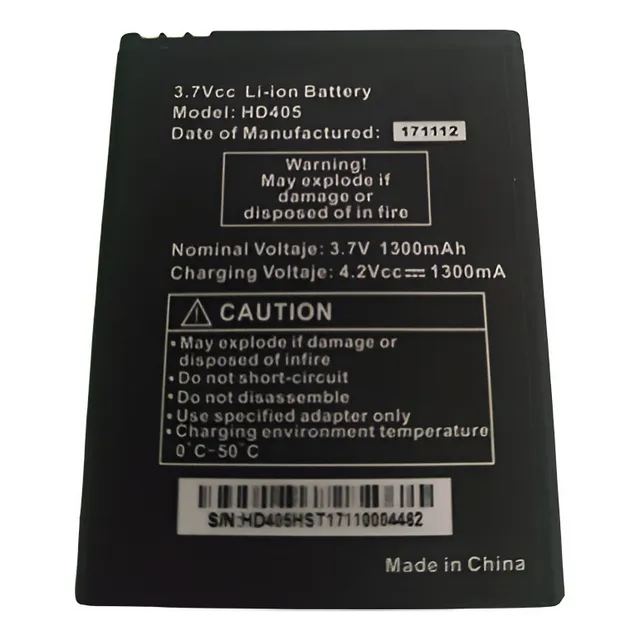 3.7Vcc Li-ion Battery
Model: HD405
Date of Manufactured: 171112
Warning!
May explode if
damage or
disposed of in fire
Nominal Voltaje: 3.7V 1300mAh
Charging Voltaje: 4.2Vcc⎓1300mA
⚠ CAUTION
•May explode if damage or
disposed of infire
•Do not short-circuit
•Do not disassemble
•Use specified adapter only
•Charging environment temperature
0°C-50°C
S/N:HD405HST17110004462
Made in China